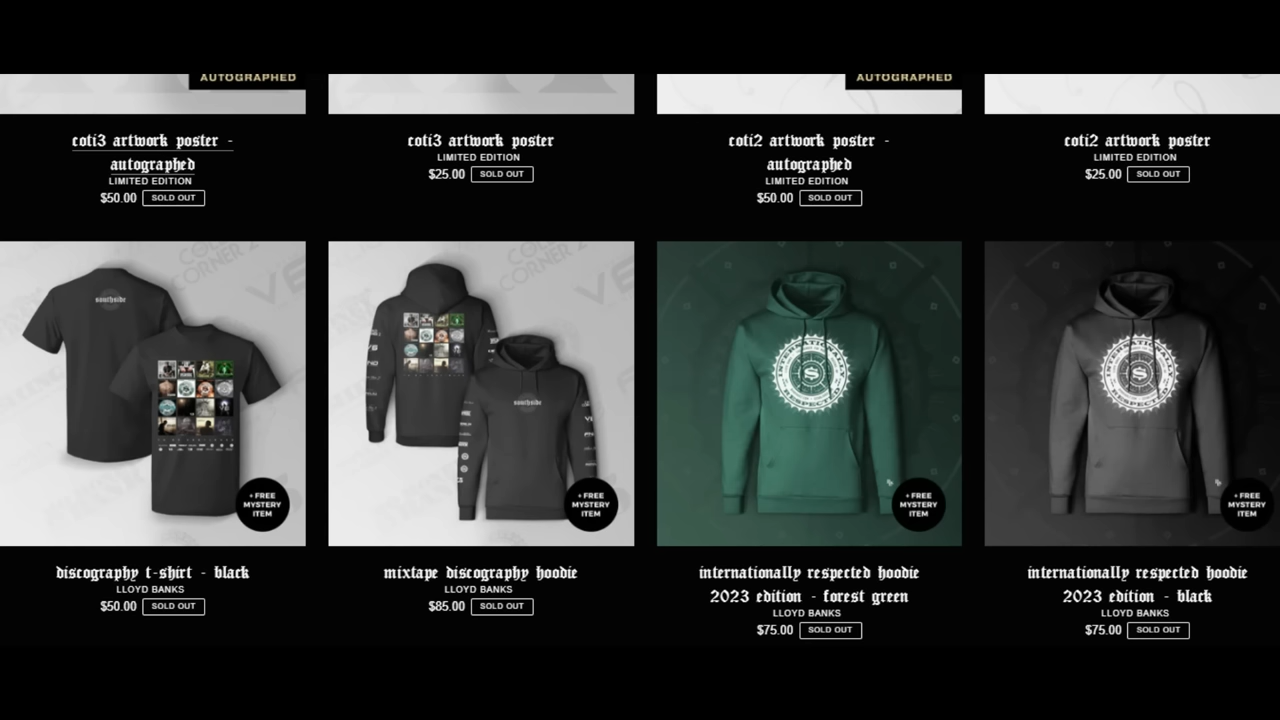 AUTOGRAPHED
AUTOGRAPHED
coti3 artwork poster -
autographed
LIMITED EDITION
$50.00 SOLD OUT
coti3 artwork poster
LIMITED EDITION
$25.00 SOLD OUT
coti2 artwork poster -
autographed
LIMITED EDITION
$50.00 SOLD OUT
coti2 artwork poster
LIMITED EDITION
$25.00 SOLD OUT
southside
+ FREE
MYSTERY
ITEM
southside
+ FREE
MYSTERY
ITEM
+ FREE
MYSTERY
ITEM
+ FREE
MYSTERY
ITEM
discography t-shirt - black
LLOYD BANKS
$50.00 SOLD OUT
mixtape discography hoodie
LLOYD BANKS
$85.00 SOLD OUT
internationally respected hoodie
2023 edition - forest green
LLOYD BANKS
$75.00 SOLD OUT
internationally respected hoodie
2023 edition - black
LLOYD BANKS
$75.00 SOLD OUT